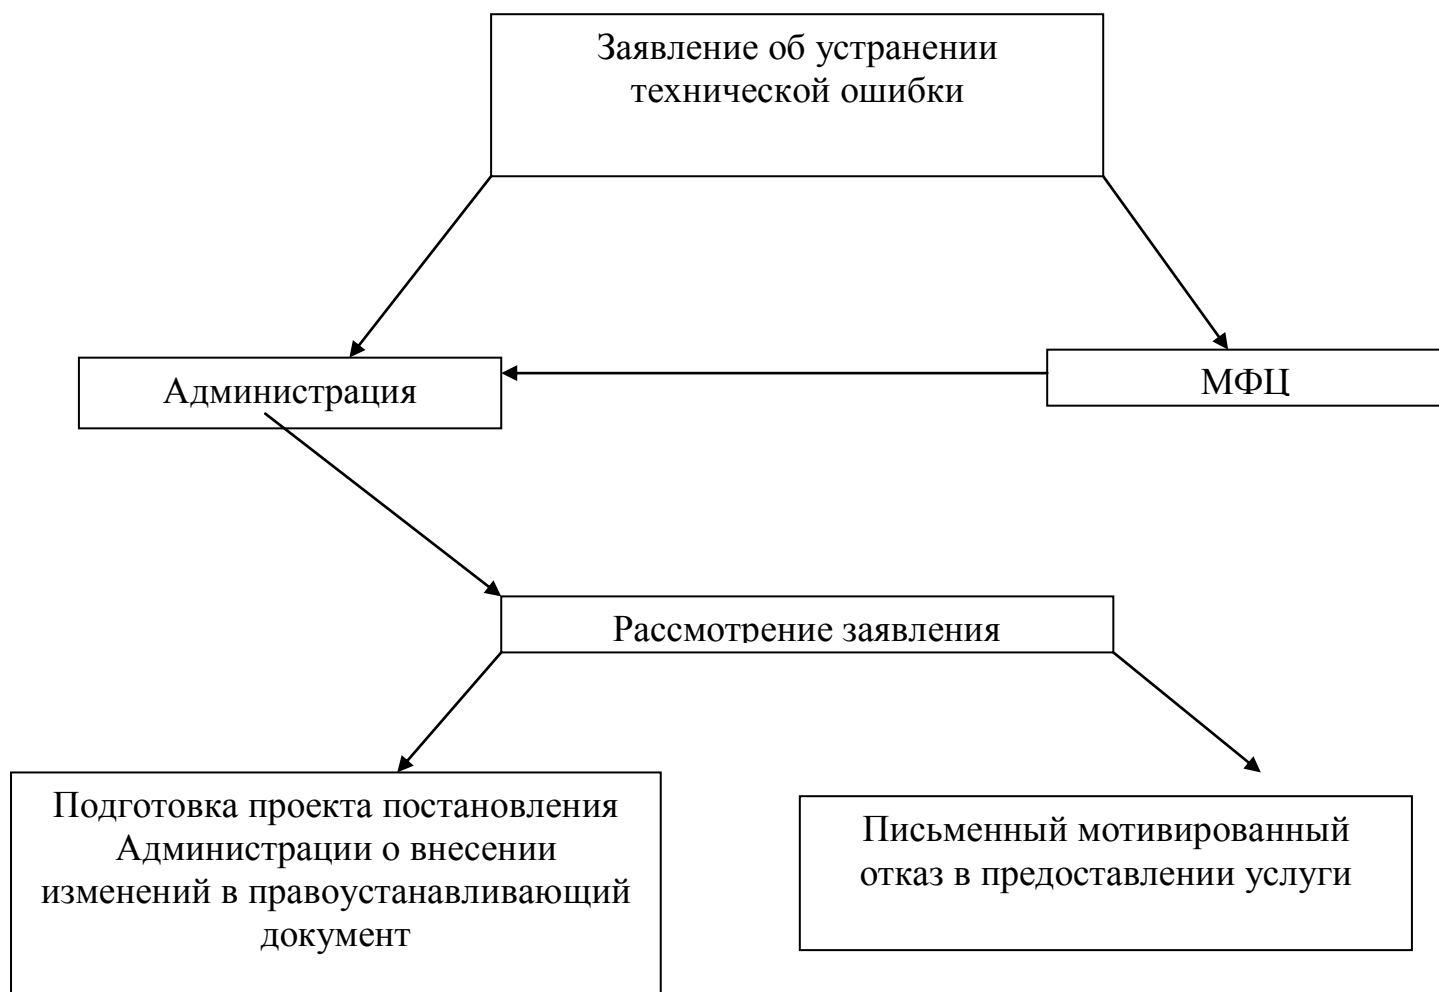 Заявление об устранении
технической ошибки
Администрация
МФЦ
Рассмотрение заявления
Подготовка проекта постановления
Администрации о внесении
изменений в правоустанавливающий
документ
Письменный мотивированный
отказ в предоставлении услуги